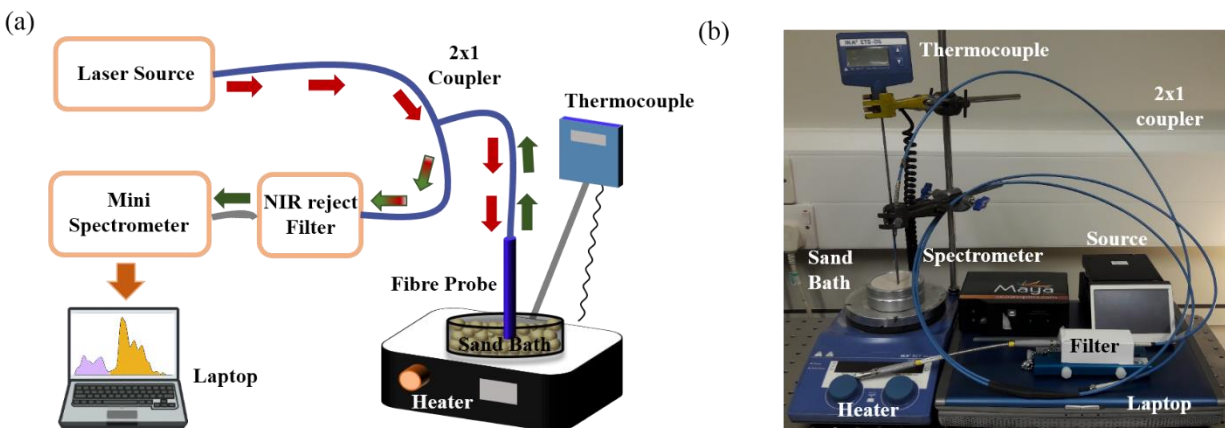 (a)
Laser Source
2x1
Coupler
Thermocouple
Mini
Spectrometer
NIR reject
Filter
Fibre Probe
Sand Bath
Laptop
Heater
(b)
Thermocouple
2x1
coupler
Sand
Bath
Spectrometer
Source
Maya
Filter
Heater
Laptop